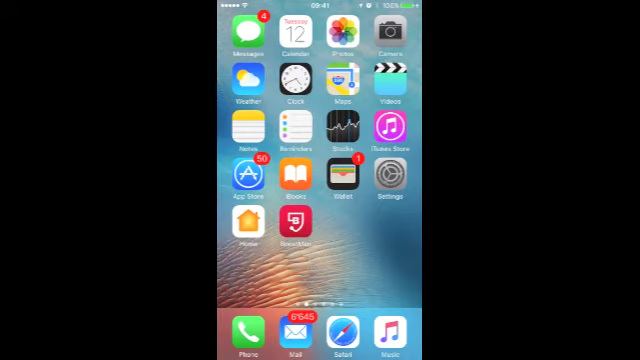 09:41 100%
4
Tuesday
12
Messages Calendar Photos Camera
Weather Clock Maps Videos
Notes Reminders Stocks iTunes Store
50 1
App Store iBooks Wallet Settings
Home
6'645
Phone Mail Safari Music